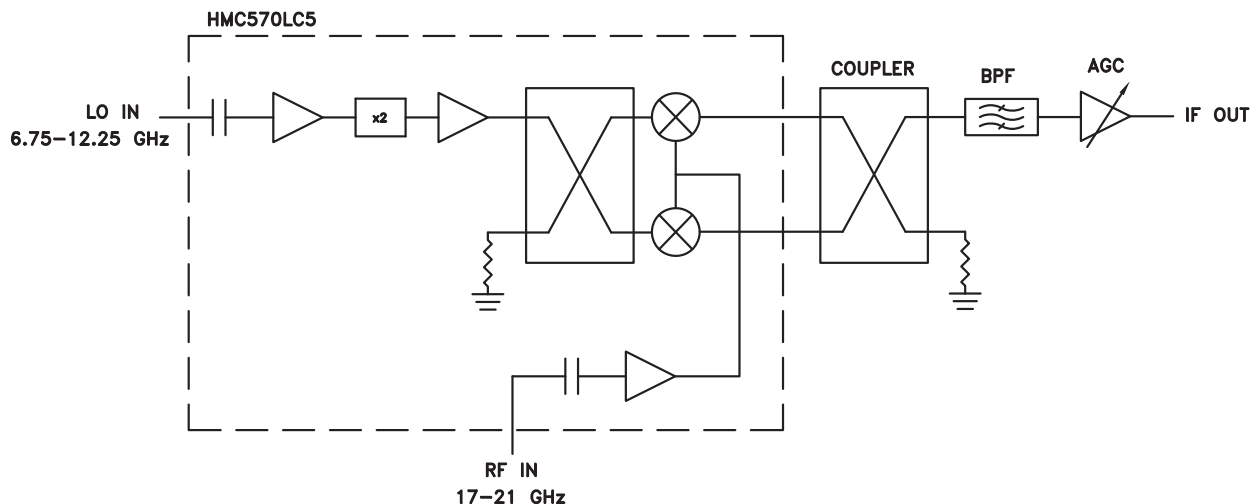 HMC570LC5
COUPLER
BPF
AGC
LO IN
6.75–12.25 GHz
x2
IF OUT
RF IN
17–21 GHz